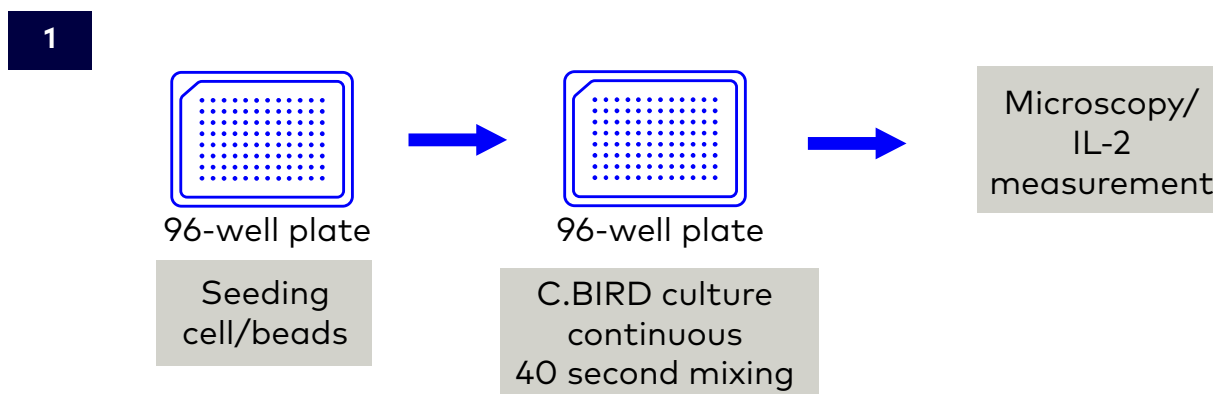 1
96-well plate
Seeding
cell/beads
96-well plate
C.BIRD culture
continuous
40 second mixing
Microscopy/
IL-2
measurement